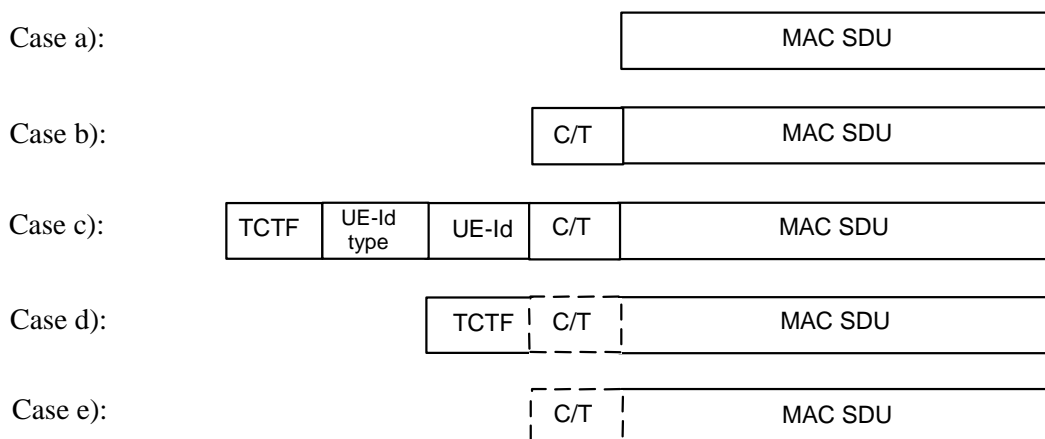 Case a): MAC SDU
Case b): C/T MAC SDU
Case c): TCTF UE-Id type UE-Id C/T MAC SDU
Case d): TCTF C/T MAC SDU
Case e): C/T MAC SDU